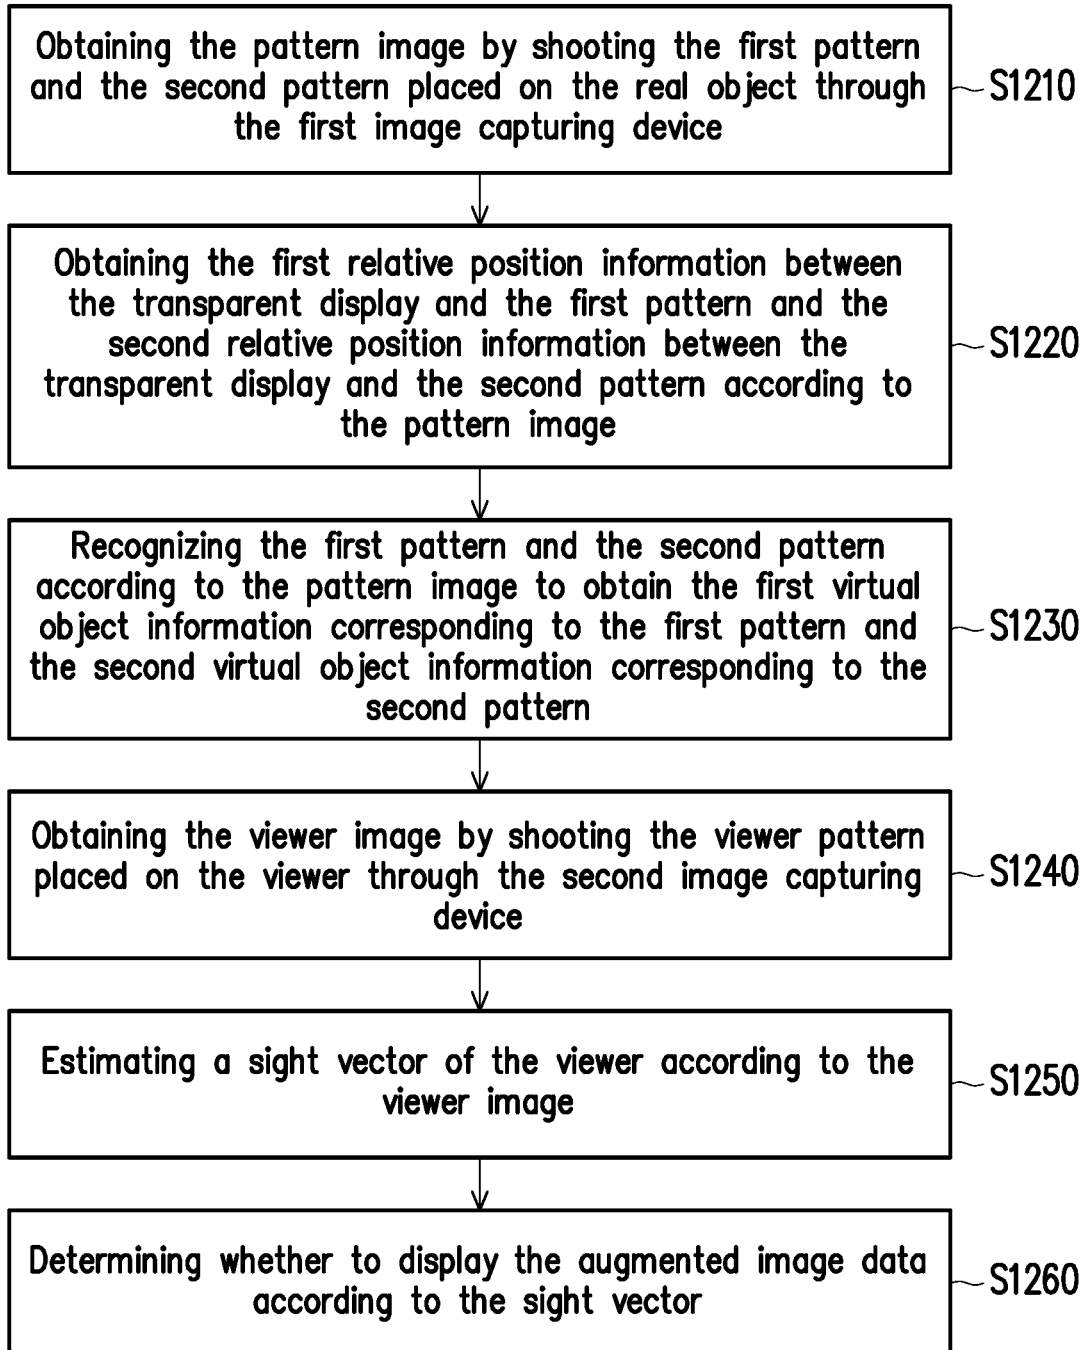 Obtaining the pattern image by shooting the first pattern
and the second pattern placed on the real object through
the first image capturing device
S1210
Obtaining the first relative position information between
the transparent display and the first pattern and the
second relative position information between the
transparent display and the second pattern according to
the pattern image
S1220
Recognizing the first pattern and the second pattern
according to the pattern image to obtain the first virtual
object information corresponding to the first pattern and
the second virtual object information corresponding to the
second pattern
S1230
Obtaining the viewer image by shooting the viewer pattern
placed on the viewer through the second image capturing
device
S1240
Estimating a sight vector of the viewer according to the
viewer image
S1250
Determining whether to display the augmented image data
according to the sight vector
S1260